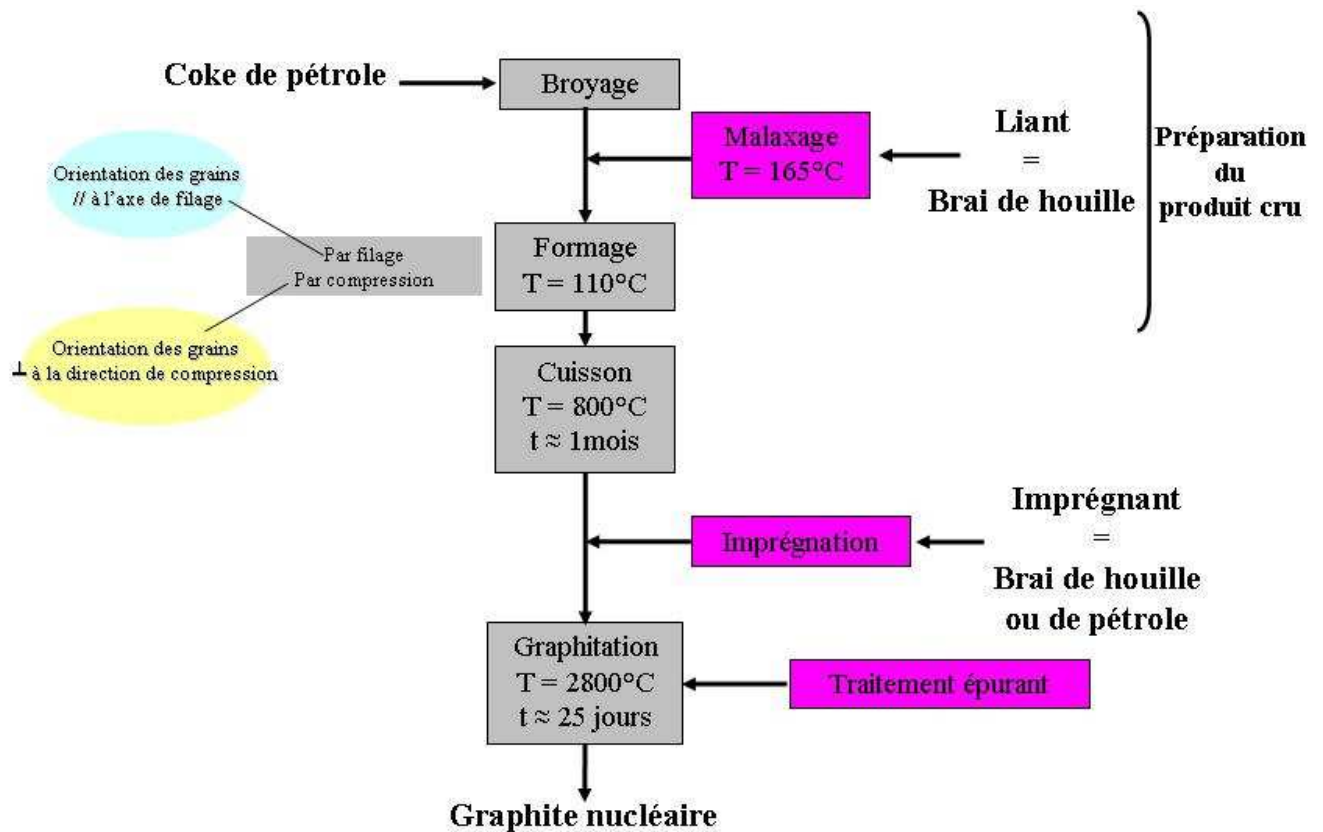 Coke de pétrole
Broyage
Malaxage
T = 165°C
Liant
=
Brai de houille
Préparation
du
produit cru
Orientation des grains
// à l'axe de filage
Par filage
Par compression
Formage
T = 110°C
Orientation des grains
⊥ à la direction de compression
Cuisson
T = 800°C
t ≈ 1mois
Imprégnation
Imprégnant
=
Brai de houille
ou de pétrole
Graphitation
T = 2800°C
t ≈ 25 jours
Traitement épurant
Graphite nucléaire